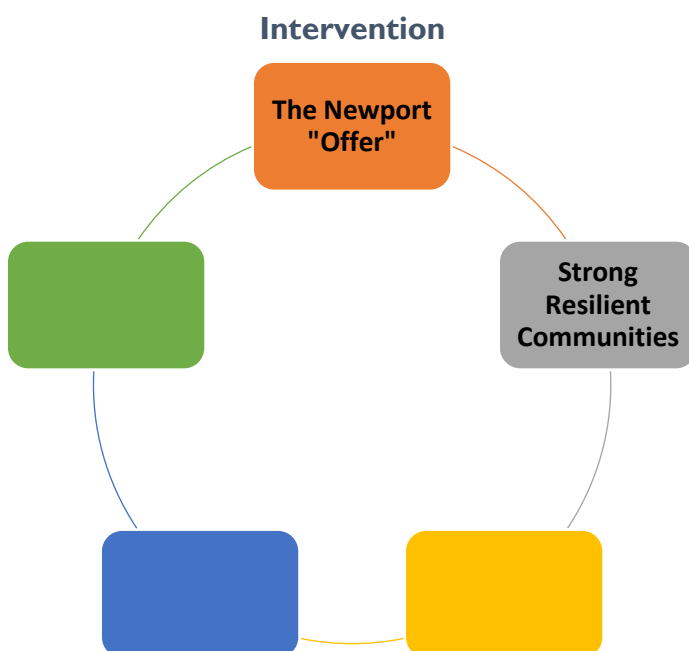 Intervention
The Newport
"Offer"
Strong
Resilient
Communities